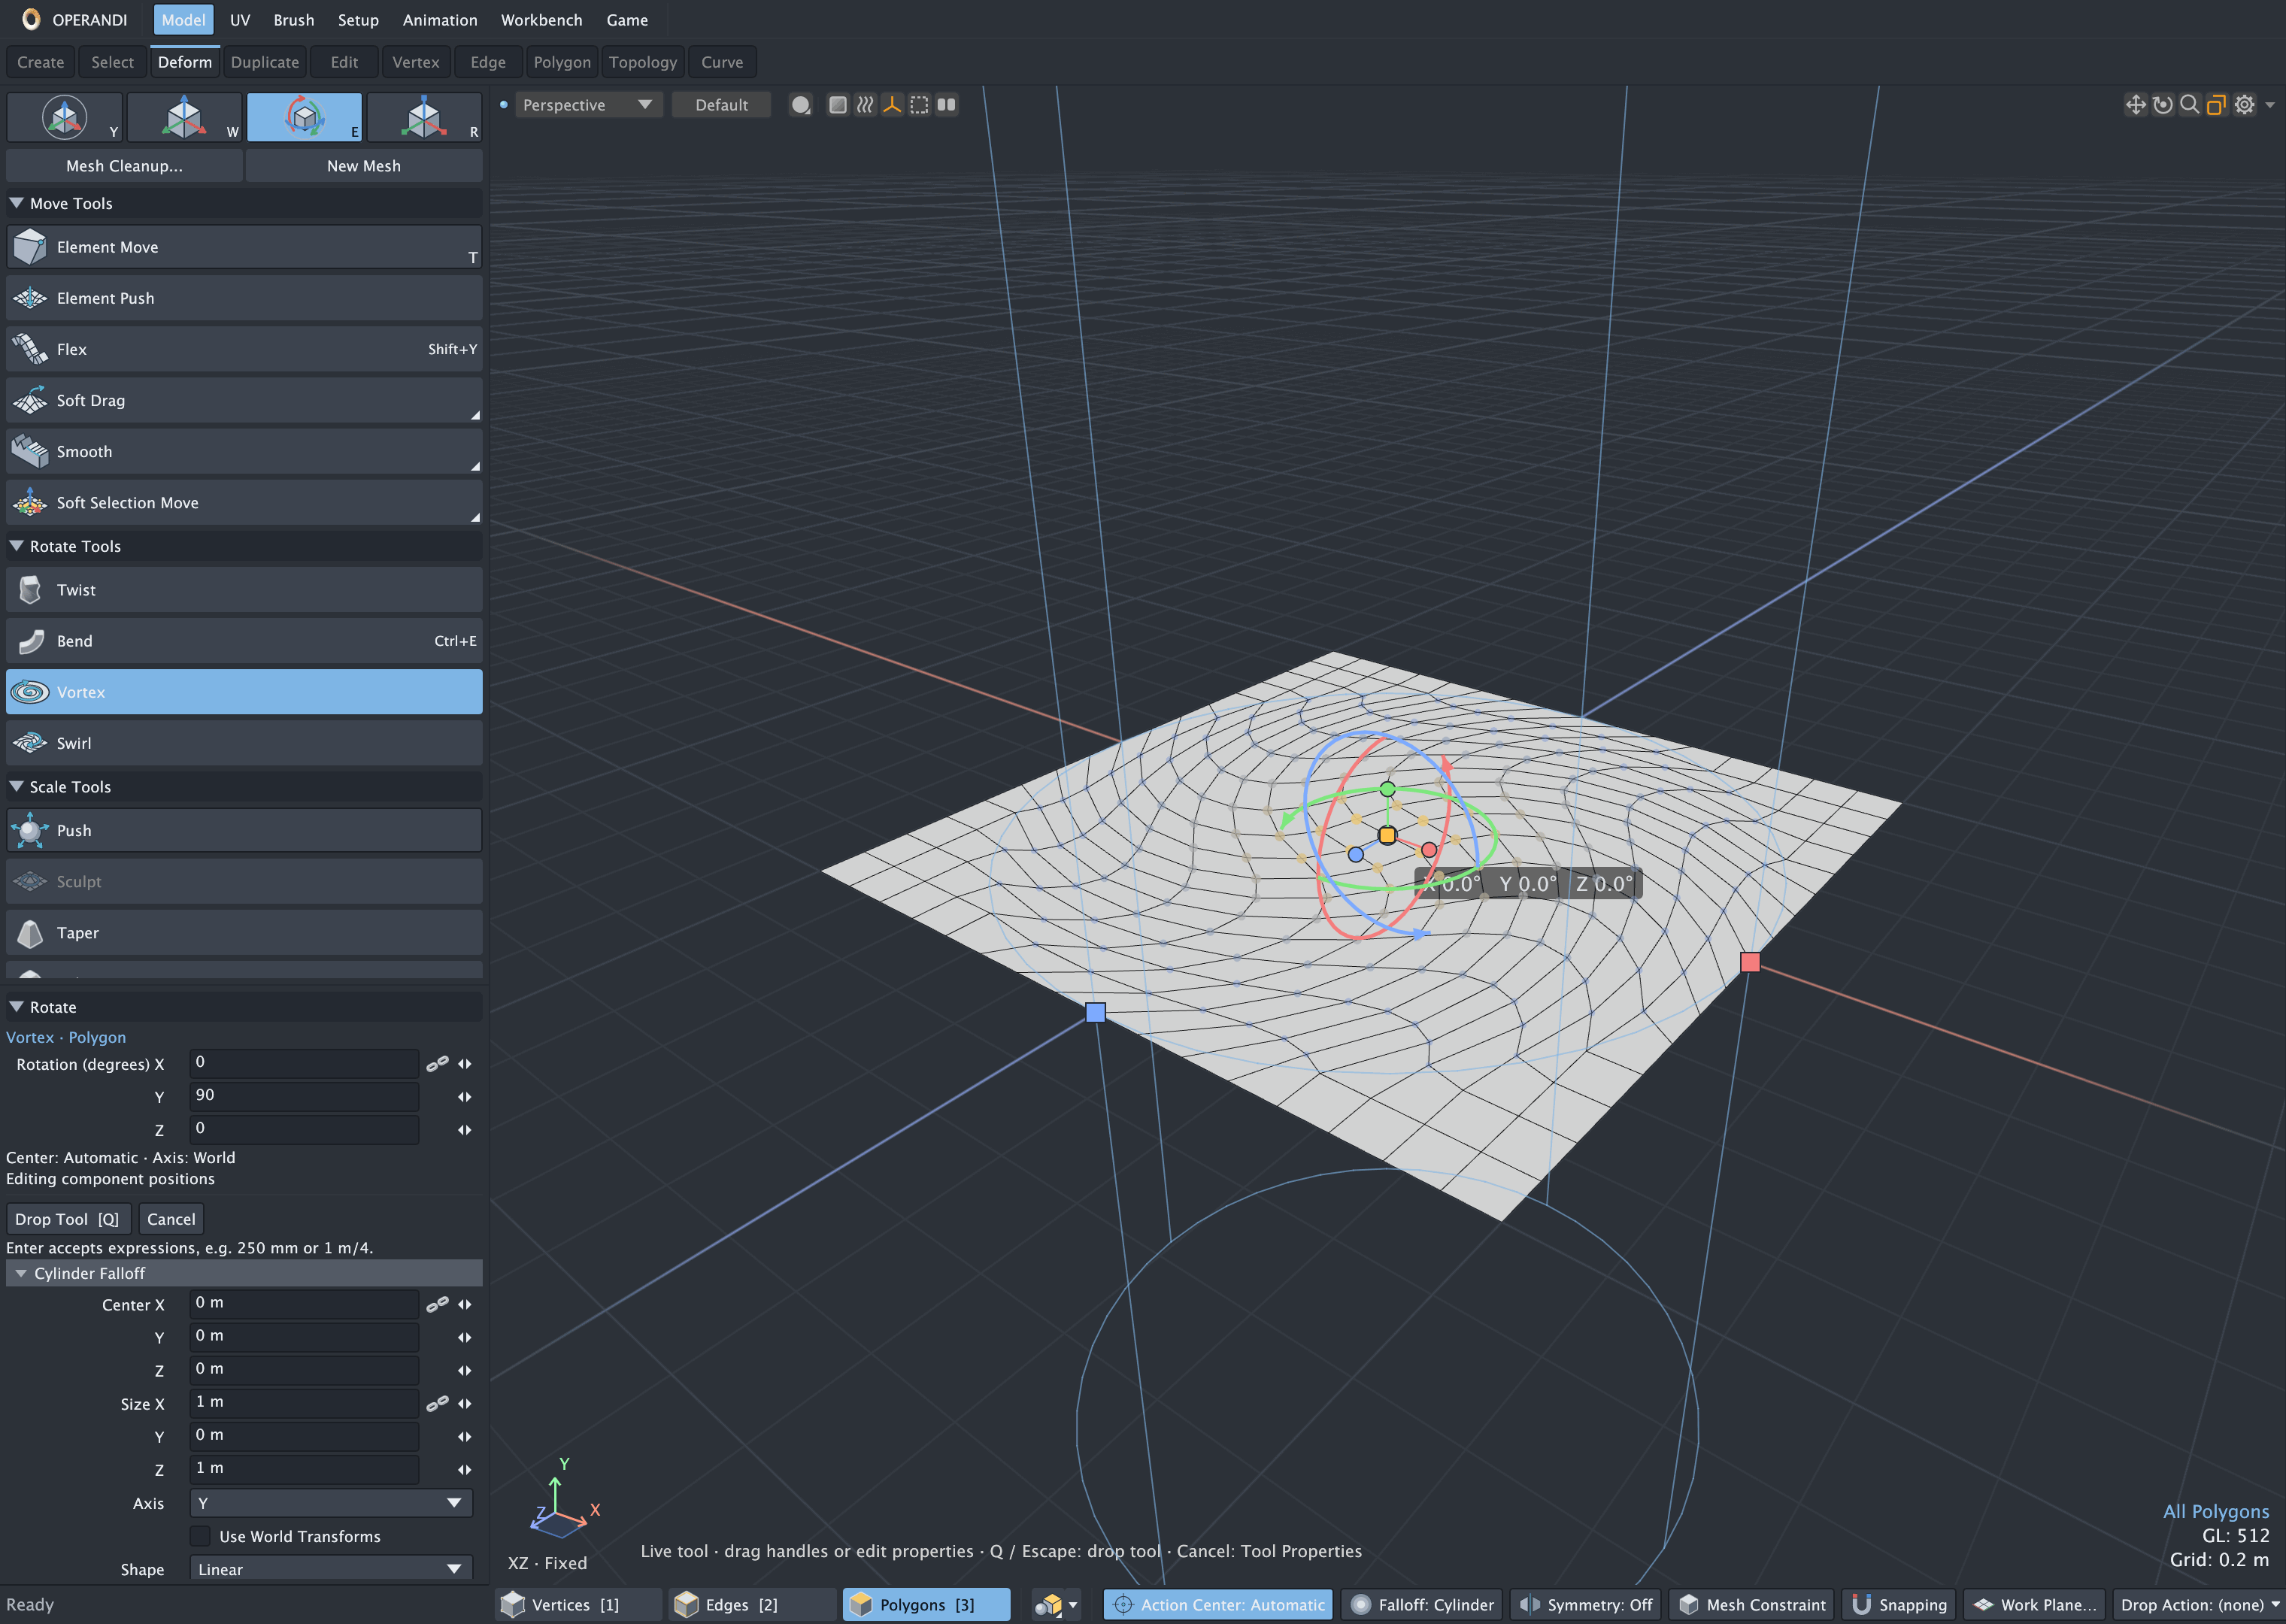 OPERANDI Model UV Brush Setup Animation Workbench Game
Create Select Deform Duplicate Edit Vertex Edge Polygon Topology Curve
Y W E R
Perspective Default
Mesh Cleanup... New Mesh
Move Tools
Element Move T
Element Push
Flex Shift+Y
Soft Drag
Smooth
Soft Selection Move
Rotate Tools
Twist
Bend Ctrl+E
Vortex
Swirl
Scale Tools
Push
Sculpt
Taper
X 0.0° Y 0.0° Z 0.0°
Rotate
Vortex · Polygon
Rotation (degrees) X 0
Y 90
Z 0
Center: Automatic · Axis: World
Editing component positions
Drop Tool [Q] Cancel
Enter accepts expressions, e.g. 250 mm or 1 m/4.
Cylinder Falloff
Center X 0 m
Y 0 m
Z 0 m
Size X 1 m
Y 0 m
Z 1 m
Axis Y
Use World Transforms
Shape Linear
Y
Z X
XZ · Fixed
Live tool · drag handles or edit properties · Q / Escape: drop tool · Cancel: Tool Properties
All Polygons
GL: 512
Grid: 0.2 m
Ready Vertices [1] Edges [2] Polygons [3] Action Center: Automatic Falloff: Cylinder Symmetry: Off Mesh Constraint Snapping Work Plane... Drop Action: (none)